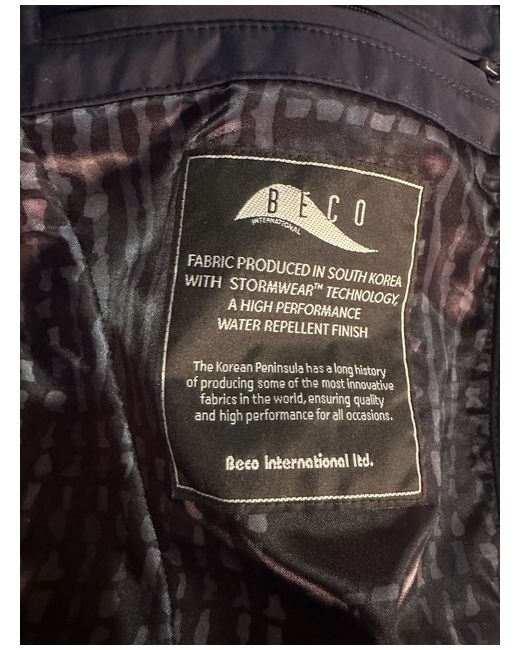 BECO
INTERNATIONAL
FABRIC PRODUCED IN SOUTH KOREA
WITH STORMWEAR™ TECHNOLOGY,
A HIGH PERFORMANCE
WATER REPELLENT FINISH
The Korean Peninsula has a long history
of producing some of the most innovative
fabrics in the world, ensuring quality
and high performance for all occasions.
Beco international ltd.